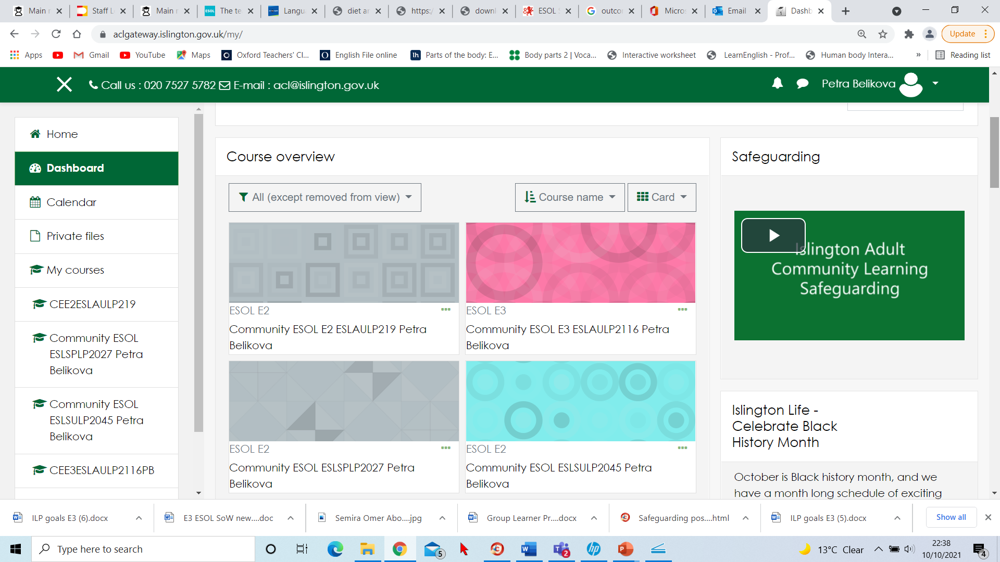 Main
Staff L
Main
ESOL The te
Langu
diet ar
https:/
downl
ESOL
outco
Micros
Email
Dashb
aclgateway.islington.gov.uk/my/
Update
Apps
Gmail
YouTube
Maps
Oxford Teachers' Cl...
English File online
lh Parts of the body: E...
Body parts 2 | Voca...
Interactive worksheet
LearnEnglish - Prof...
Human body Intera...
»
Reading list
Call us : 020 7527 5782 E-mail : acl@islington.gov.uk
Petra Belikova
Home
Dashboard
Calendar
Private files
My courses
CEE2ESLAULP219
Community ESOL
ESLSPLP2027 Petra
Belikova
Community ESOL
ESLSULP2045 Petra
Belikova
CEE3ESLAULP2116PB
Course overview
All (except removed from view)
Course name
Card
ESOL E2
Community ESOL E2 ESLAULP219 Petra
Belikova
ESOL E3
Community ESOL E3 ESLAULP2116 Petra
Belikova
ESOL E2
Community ESOL ESLSPLP2027 Petra
Belikova
ESOL E2
Community ESOL ESLSULP2045 Petra
Belikova
Safeguarding
Islington Adult
Community Learning
Safeguarding
Islington Life -
Celebrate Black
History Month
October is Black history month, and we
have a month long schedule of exciting
ILP goals E3 (6).docx
E3 ESOL SoW new....doc
Semira Omer Abo....jpg
Group Learner Pr....docx
Safeguarding pos....html
ILP goals E3 (5).docx
Show all
Type here to search
5
2
13°C Clear
22:38
10/10/2021
4